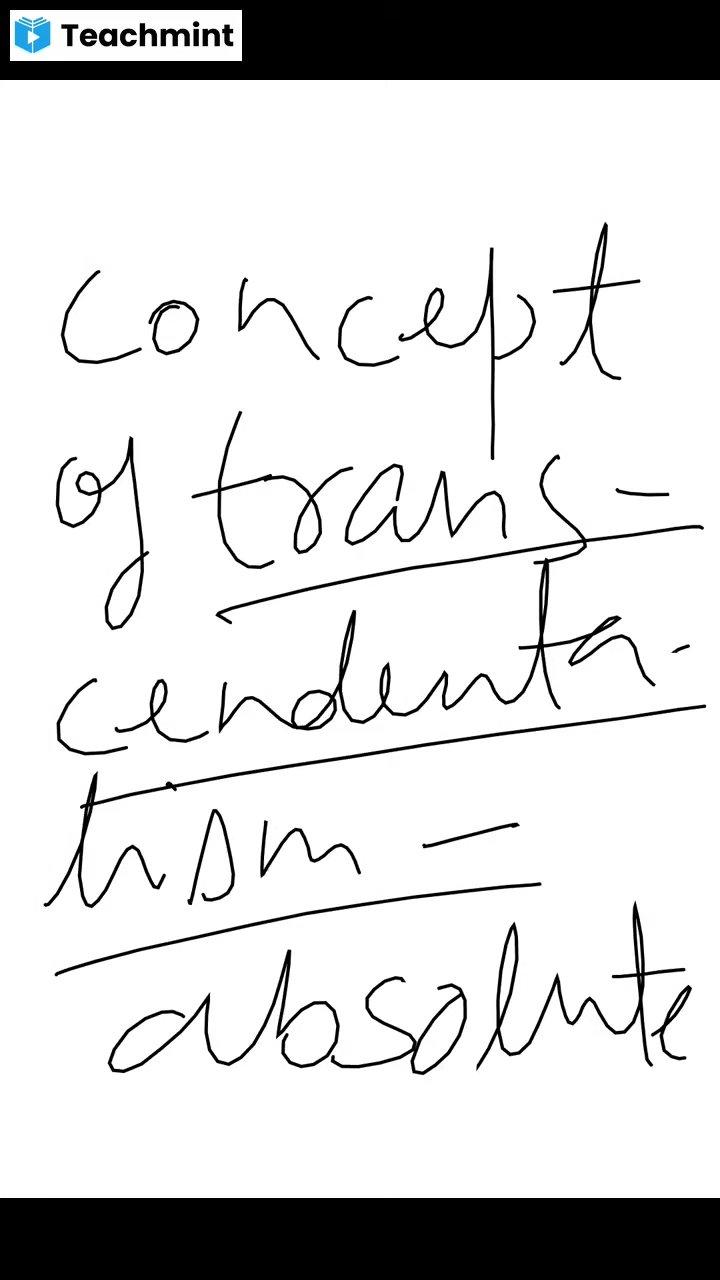 Teachmint
concept
of trans-
cendenta-
lism -
absolute